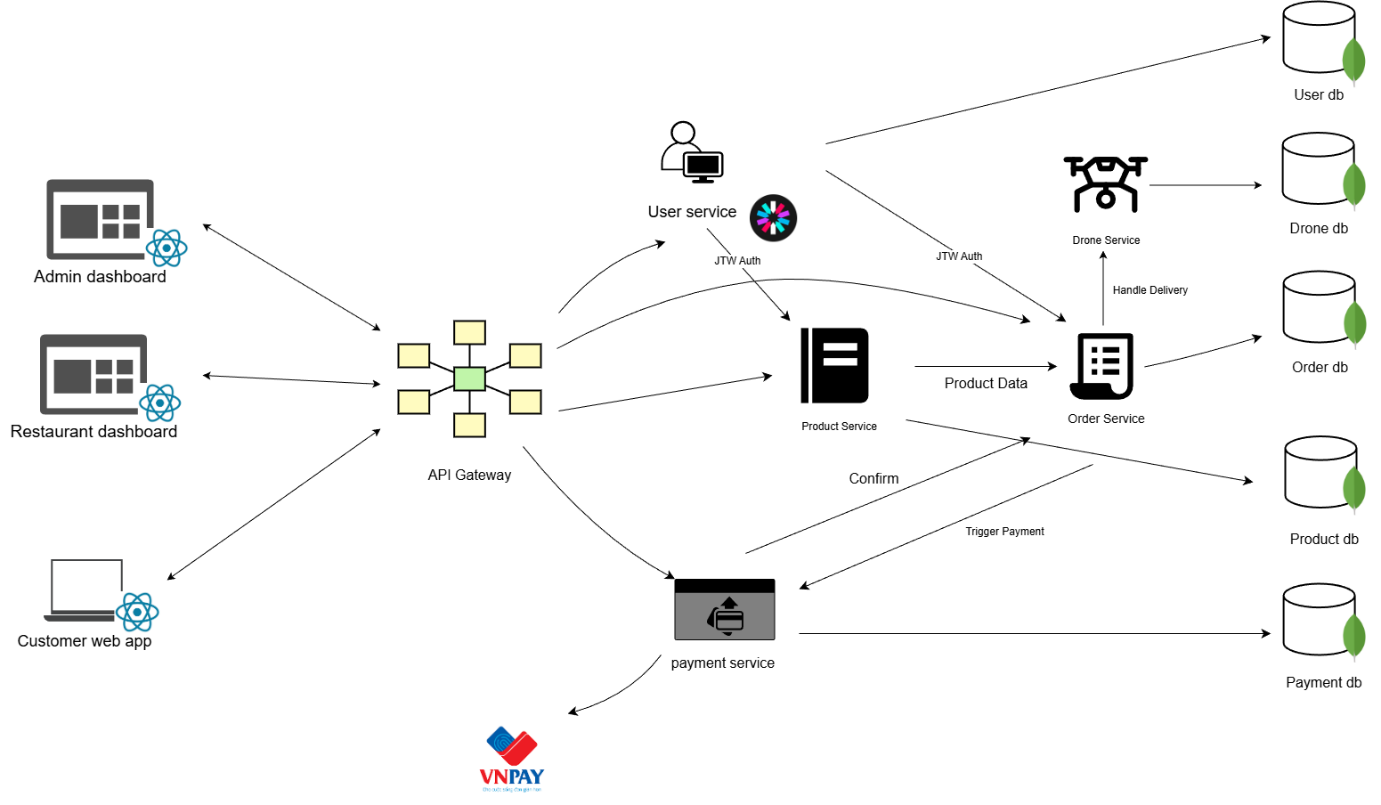 User db
Drone db
Order db
Product db
Payment db
User service
JTW Auth
JTW Auth
Drone Service
Handle Delivery
Admin dashboard
Restaurant dashboard
Customer web app
API Gateway
Product Service
Product Data
Order Service
Confirm
Trigger Payment
payment service
VNPAY